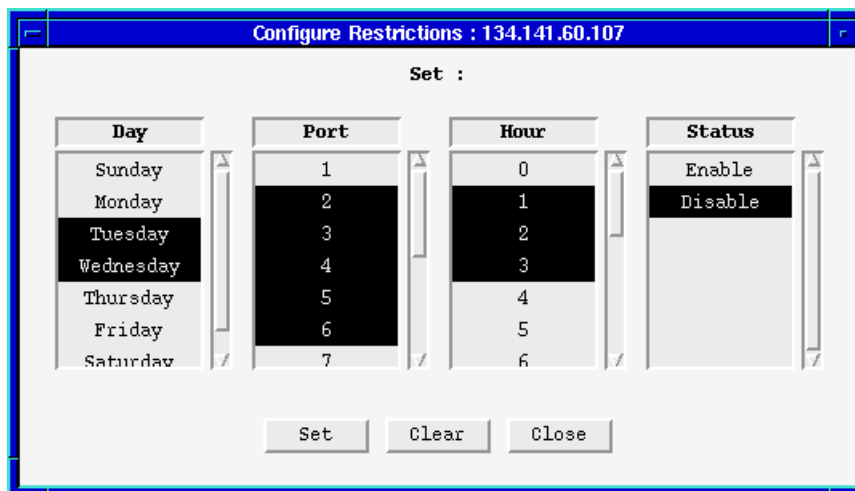 Configure Restrictions : 134.141.60.107
Set :
Day
Port
Hour
Status
Sunday
Monday
Tuesday
Wednesday
Thursday
Friday
Saturday
1
2
3
4
5
6
7
0
1
2
3
4
5
6
Enable
Disable
Set
Clear
Close